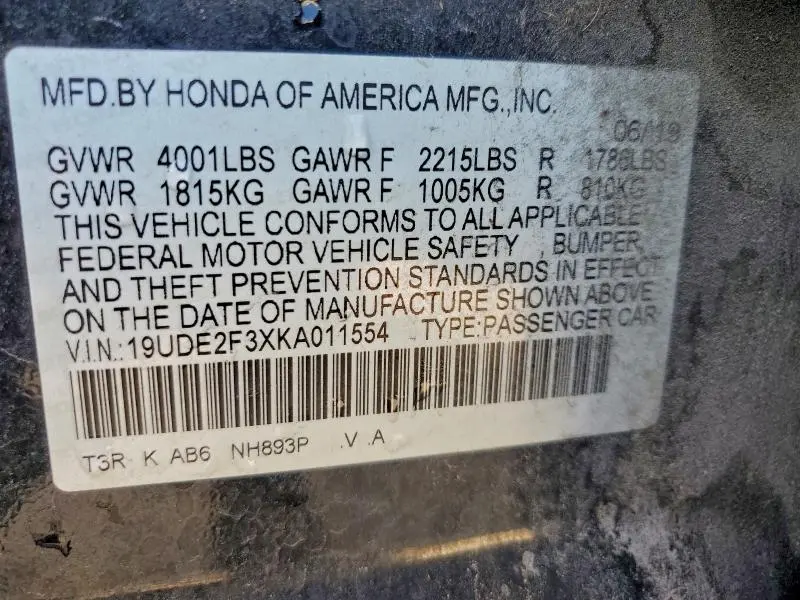 MFD.BY HONDA OF AMERICA MFG.,INC.
06/19
GVWR 4001LBS GAWR F 2215LBS R 1786LBS
GVWR 1815KG GAWR F 1005KG R 810KG
THIS VEHICLE CONFORMS TO ALL APPLICABLE
FEDERAL MOTOR VEHICLE SAFETY , BUMPER,
AND THEFT PREVENTION STANDARDS IN EFFECT
ON THE DATE OF MANUFACTURE SHOWN ABOVE
V.I.N.:19UDE2F3XKA011554 TYPE:PASSENGER CAR
T3R K AB6 NH893P .V .A